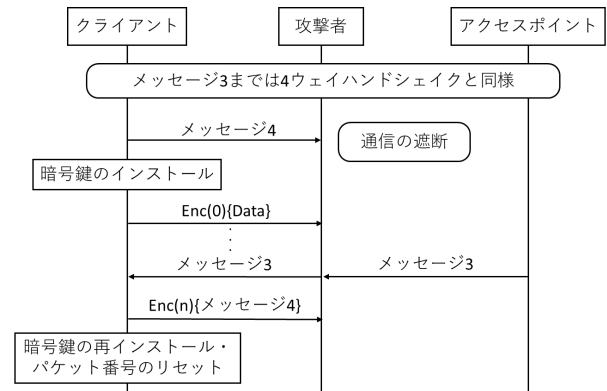 クライアント
攻撃者
アクセスポイント
メッセージ3までは4ウェイハンドシェイクと同様
メッセージ4
通信の遮断
暗号鍵のインストール
Enc(0){Data}
メッセージ3
メッセージ3
Enc(n){メッセージ4}
暗号鍵の再インストール・
パケット番号のリセット